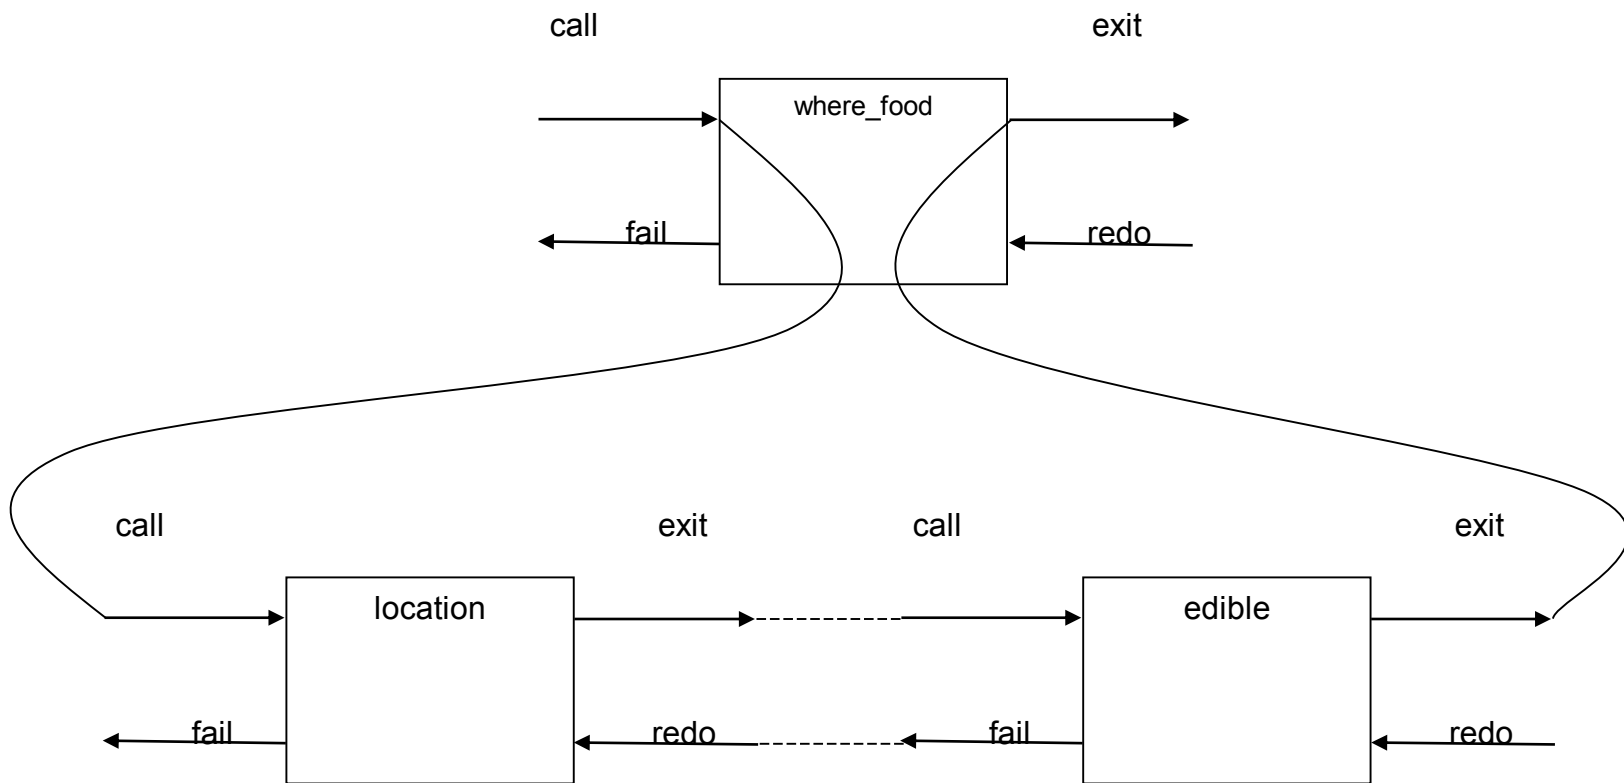 call exit
where_food
fail redo
call exit call exit
location edible
fail redo fail redo